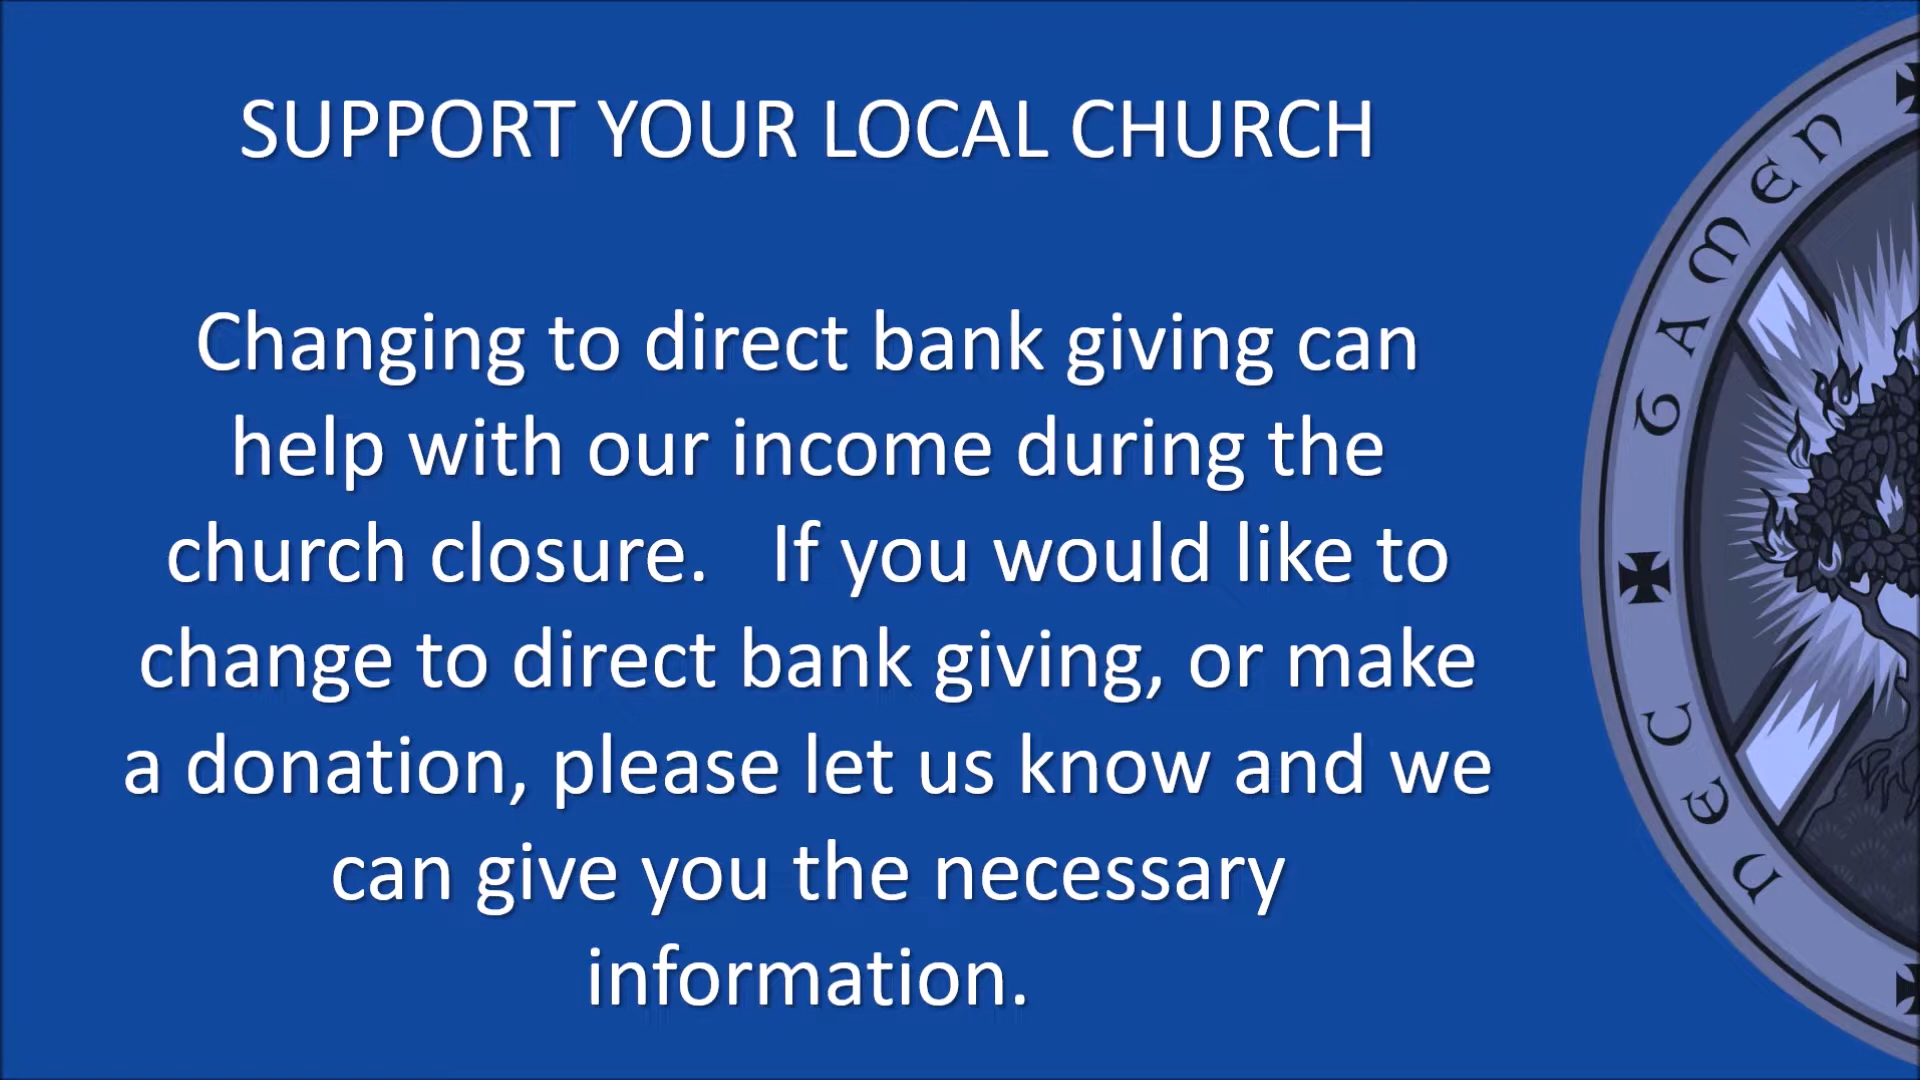 SUPPORT YOUR LOCAL CHURCH
Changing to direct bank giving can
help with our income during the
church closure.   If you would like to
change to direct bank giving, or make
a donation, please let us know and we
can give you the necessary
information.
NEC
TAMEN